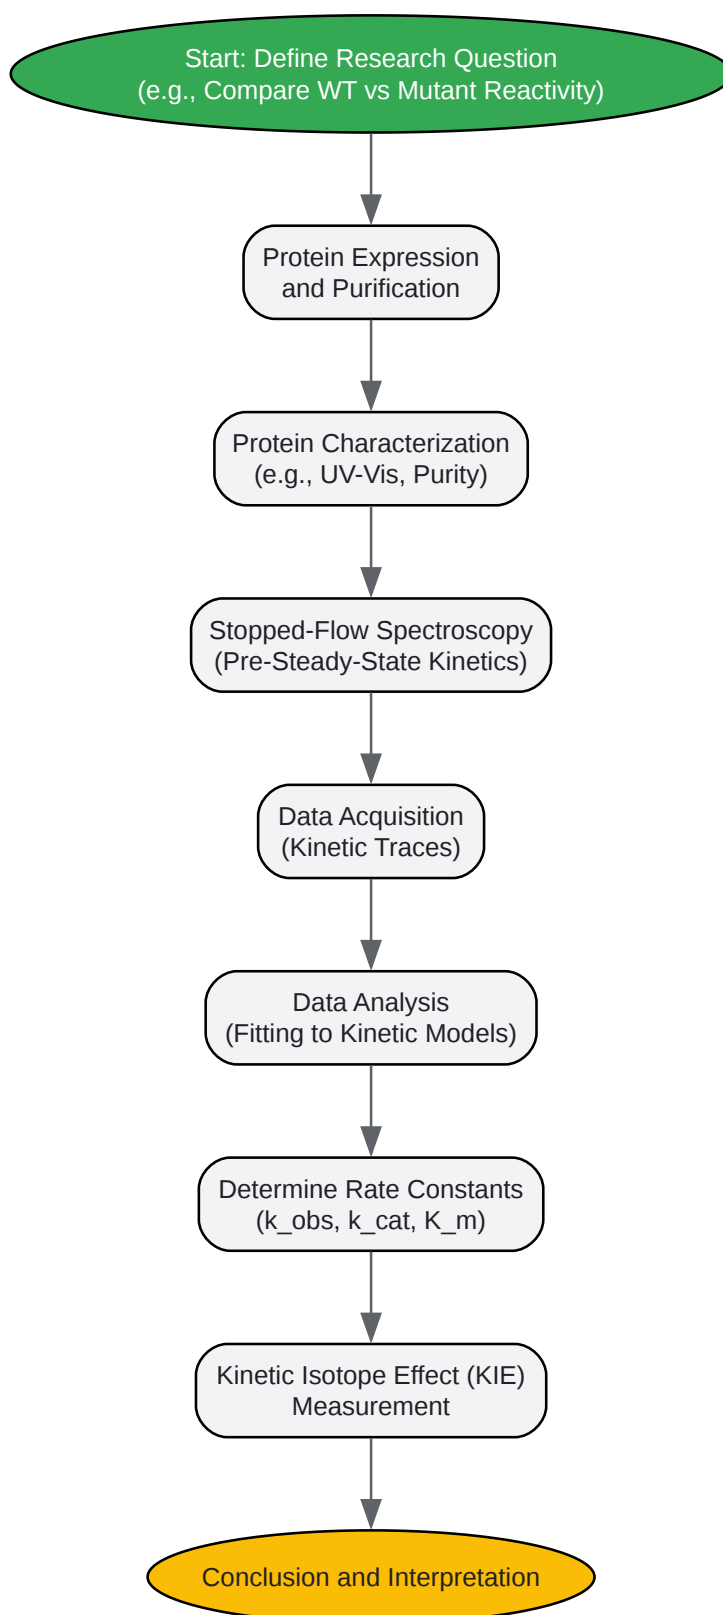 Start: Define Research Question
(e.g., Compare WT vs Mutant Reactivity)
Protein Expression
and Purification
Protein Characterization
(e.g., UV-Vis, Purity)
Stopped-Flow Spectroscopy
(Pre-Steady-State Kinetics)
Data Acquisition
(Kinetic Traces)
Data Analysis
(Fitting to Kinetic Models)
Determine Rate Constants
(k_obs, k_cat, K_m)
Kinetic Isotope Effect (KIE)
Measurement
Conclusion and Interpretation